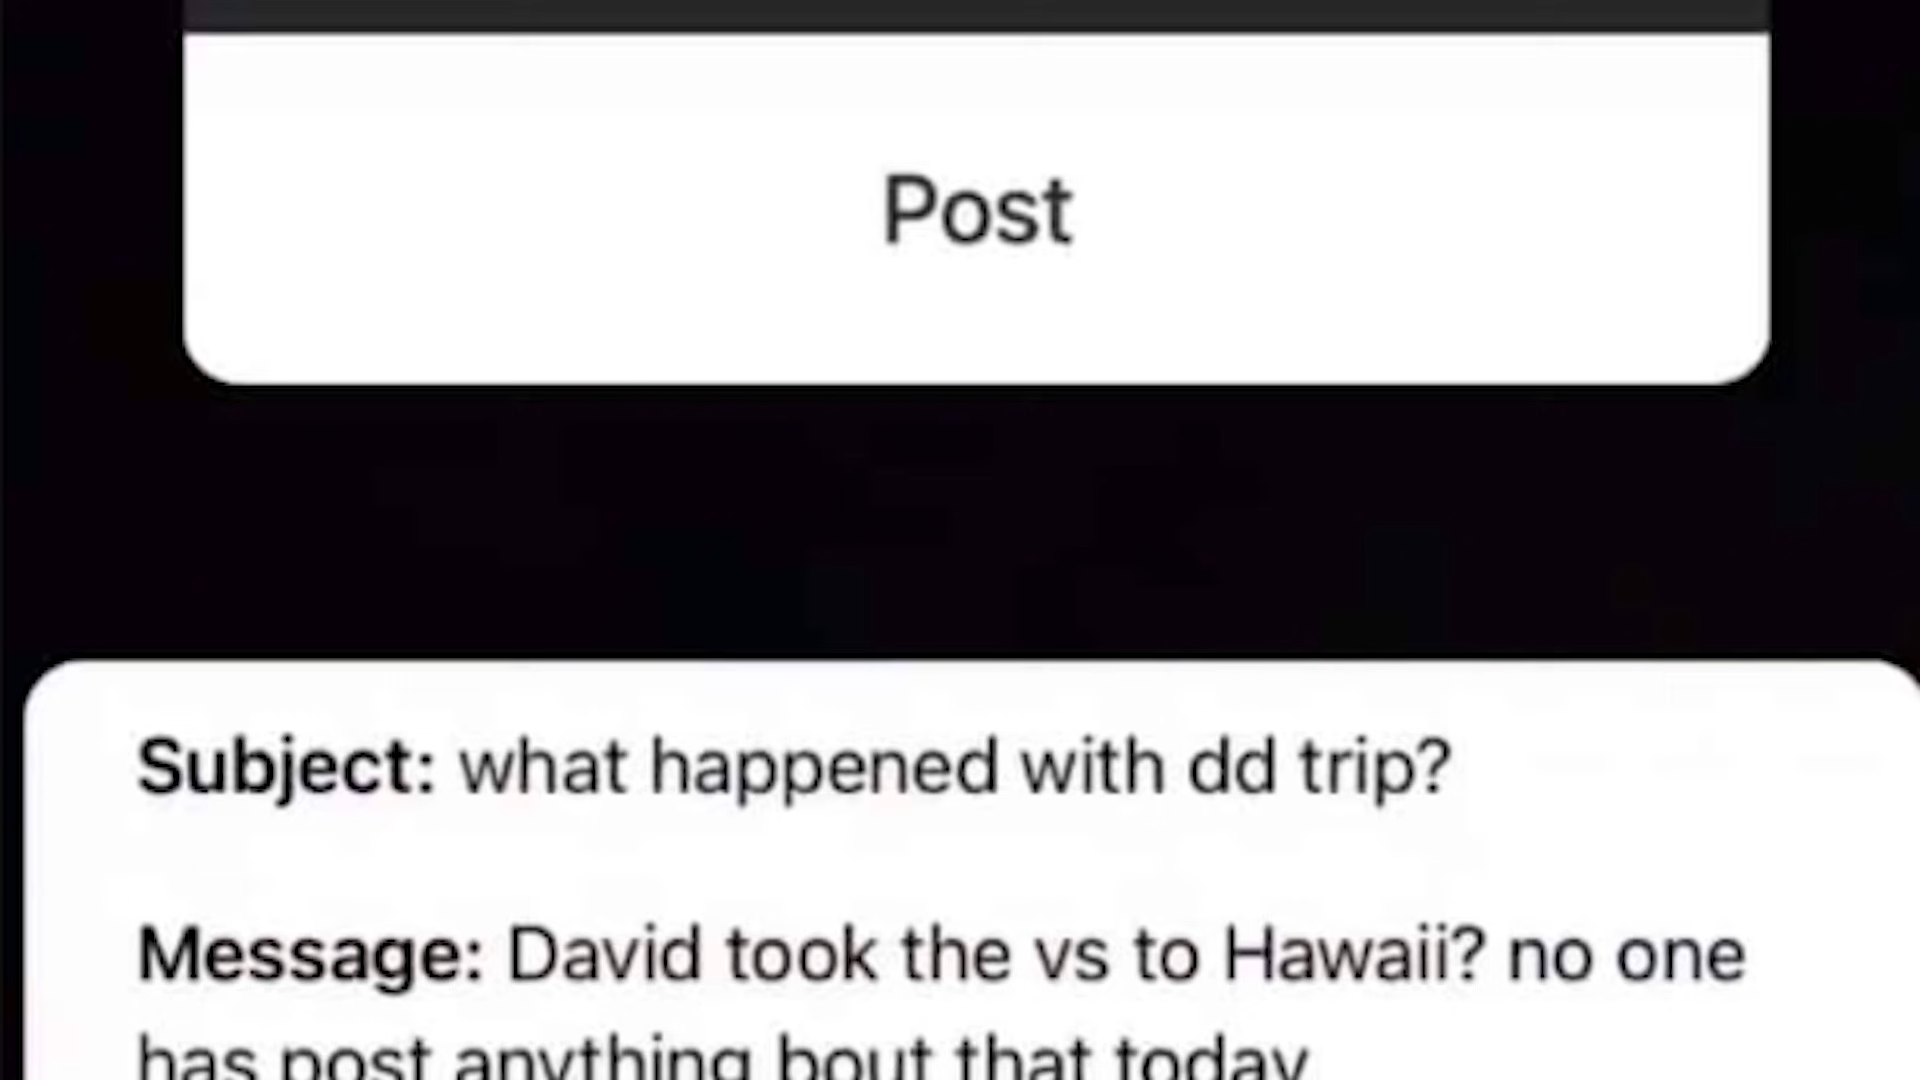 Post
Subject: what happened with dd trip?
Message: David took the vs to Hawaii? no one
has post anything bout that today